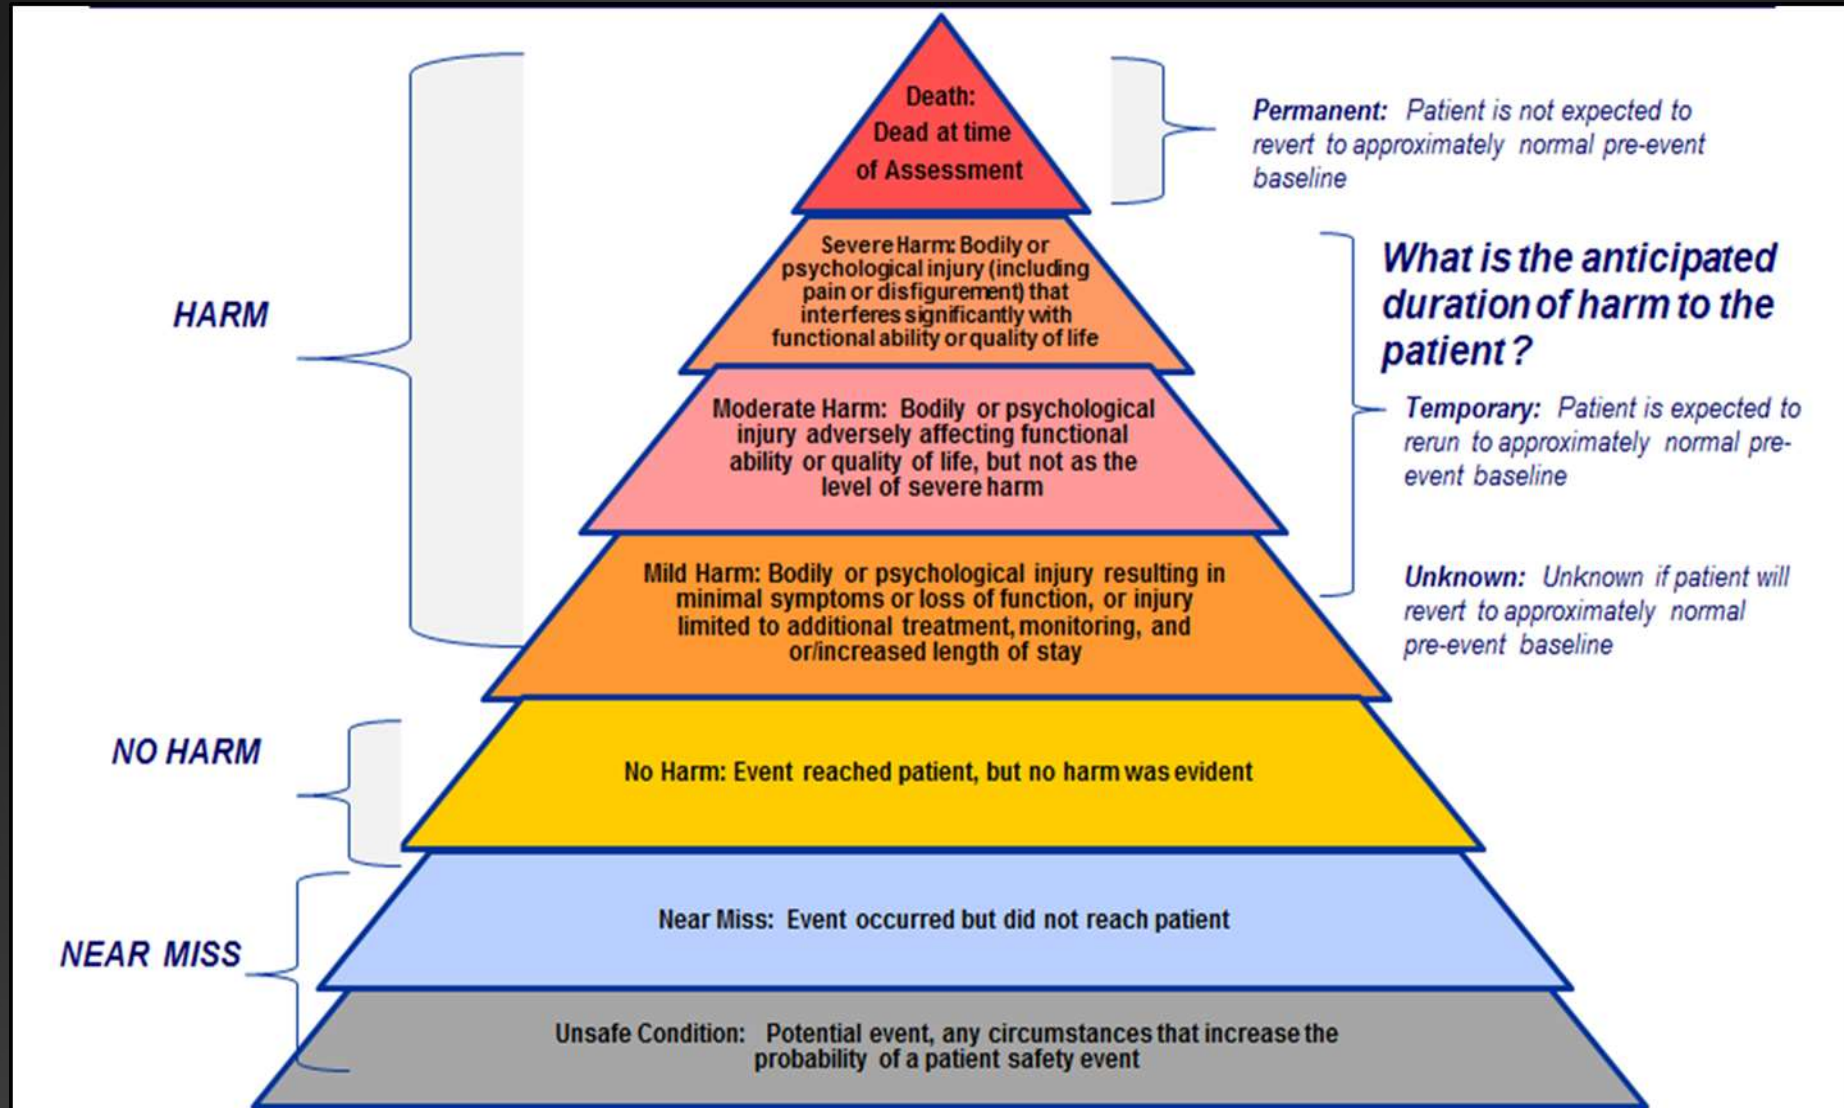 Death:
Dead at time
of Assessment
Permanent: Patient is not expected to
revert to approximately normal pre-event
baseline
Severe Harm: Bodily or
psychological injury (including
pain or disfigurement) that
interferes significantly with
functional ability or quality of life
What is the anticipated
duration of harm to the
patient?
HARM
Moderate Harm: Bodily or psychological
injury adversely affecting functional
ability or quality of life, but not as the
level of severe harm
Temporary: Patient is expected to
rerun to approximately normal pre-
event baseline
Mild Harm: Bodily or psychological injury resulting in
minimal symptoms or loss of function, or injury
limited to additional treatment, monitoring, and
or/increased length of stay
Unknown: Unknown if patient will
revert to approximately normal
pre-event baseline
NO HARM
No Harm: Event reached patient, but no harm was evident
NEAR MISS
Near Miss: Event occurred but did not reach patient
Unsafe Condition: Potential event, any circumstances that increase the
probability of a patient safety event